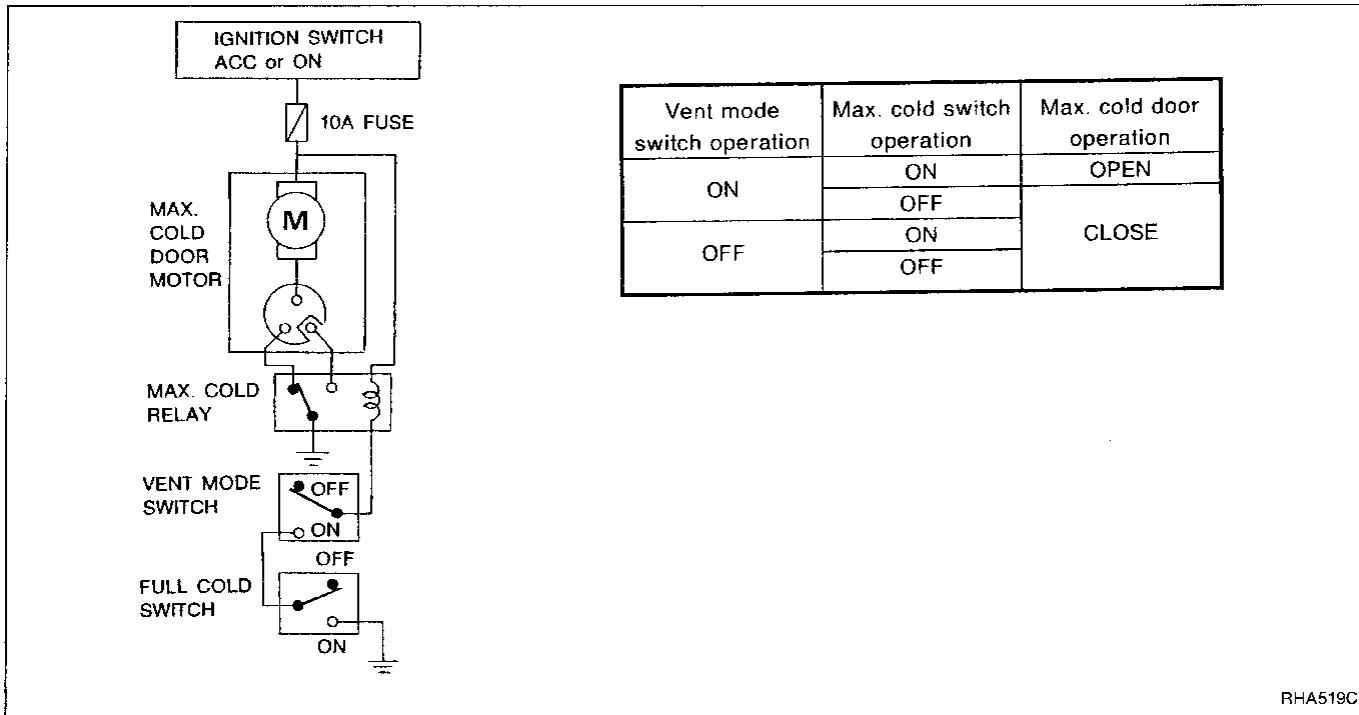 IGNITION SWITCH
ACC or ON
10A FUSE
M
MAX.
COLD
DOOR
MOTOR
MAX. COLD
RELAY
VENT MODE
SWITCH
OFF
ON
OFF
FULL COLD
SWITCH
ON
Vent mode
switch operation
Max. cold switch
operation
Max. cold door
operation
ON
ON
OPEN
OFF
CLOSE
OFF
ON
OFF
RHA519C